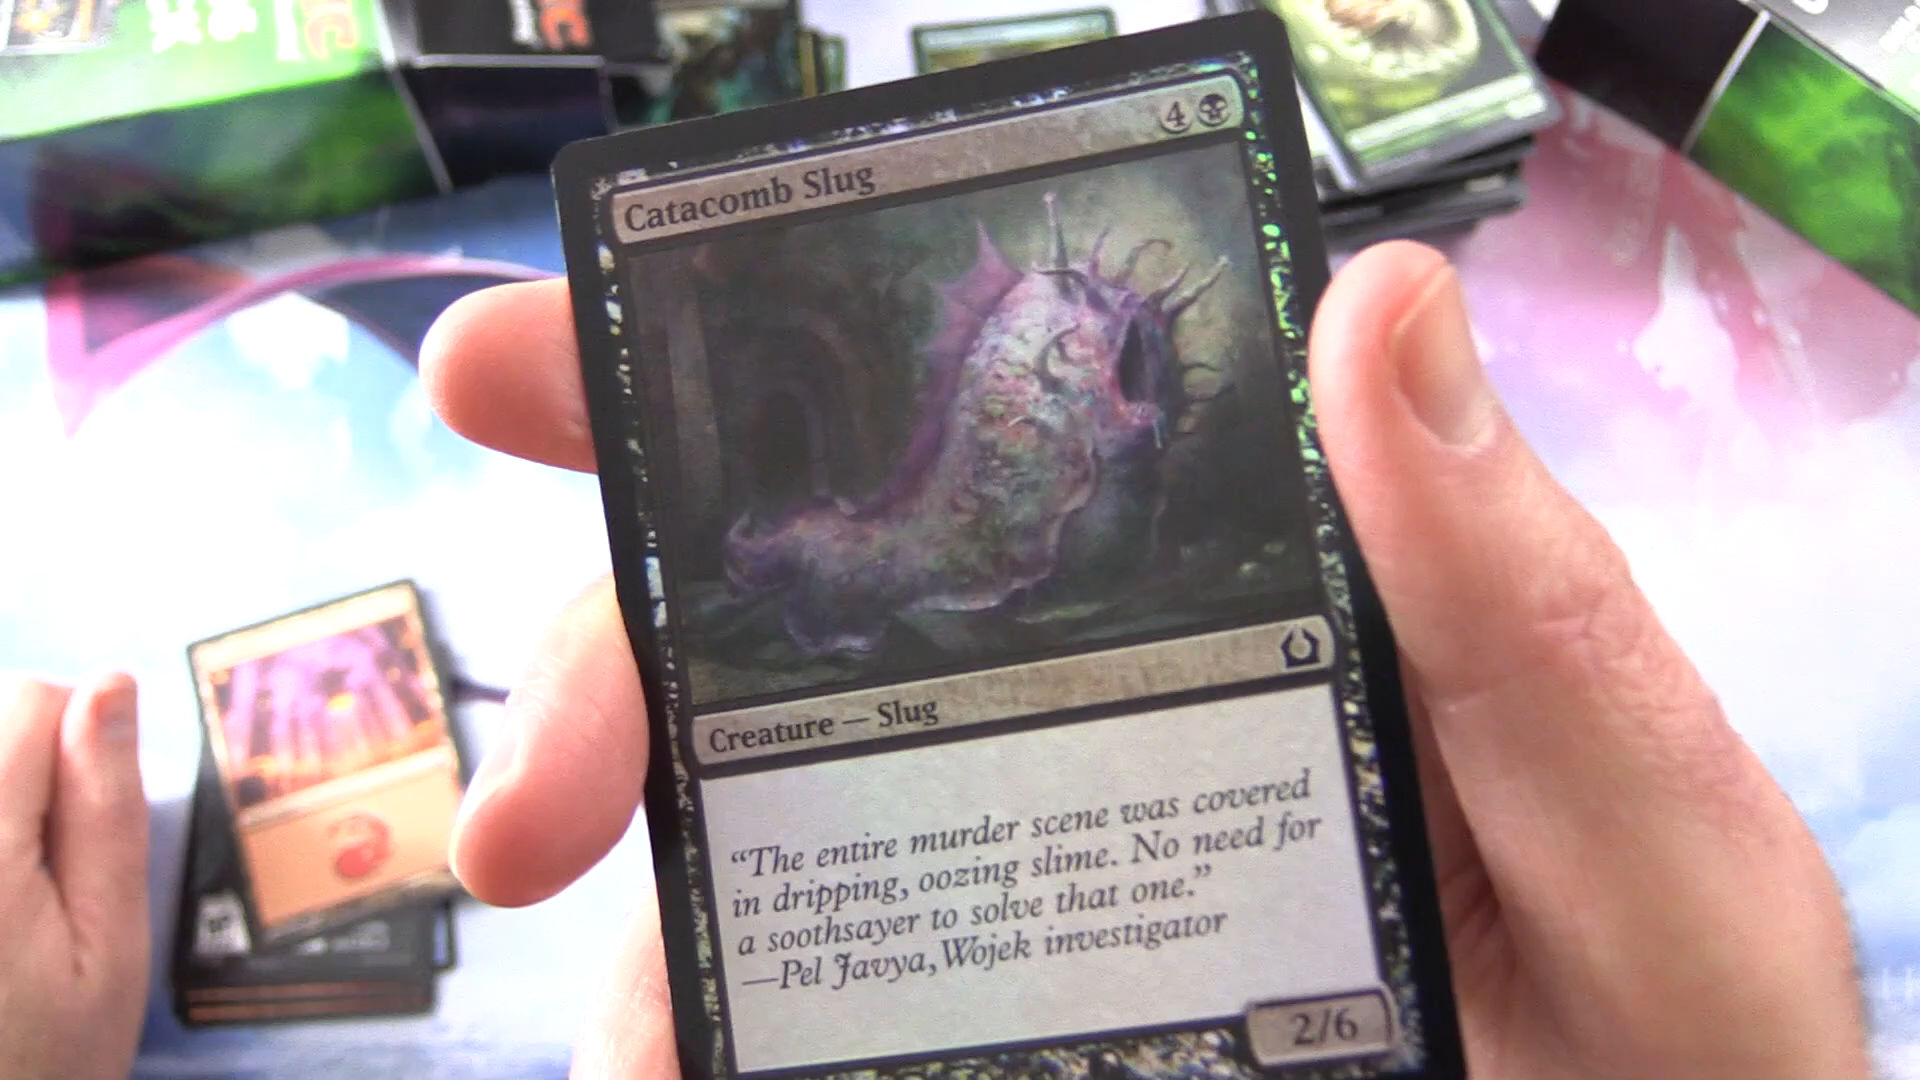 Catacomb Slug
4
Creature — Slug
“The entire murder scene was covered
in dripping, oozing slime. No need for
a soothsayer to solve that one.”
—Pel Javya, Wojek investigator
2/6